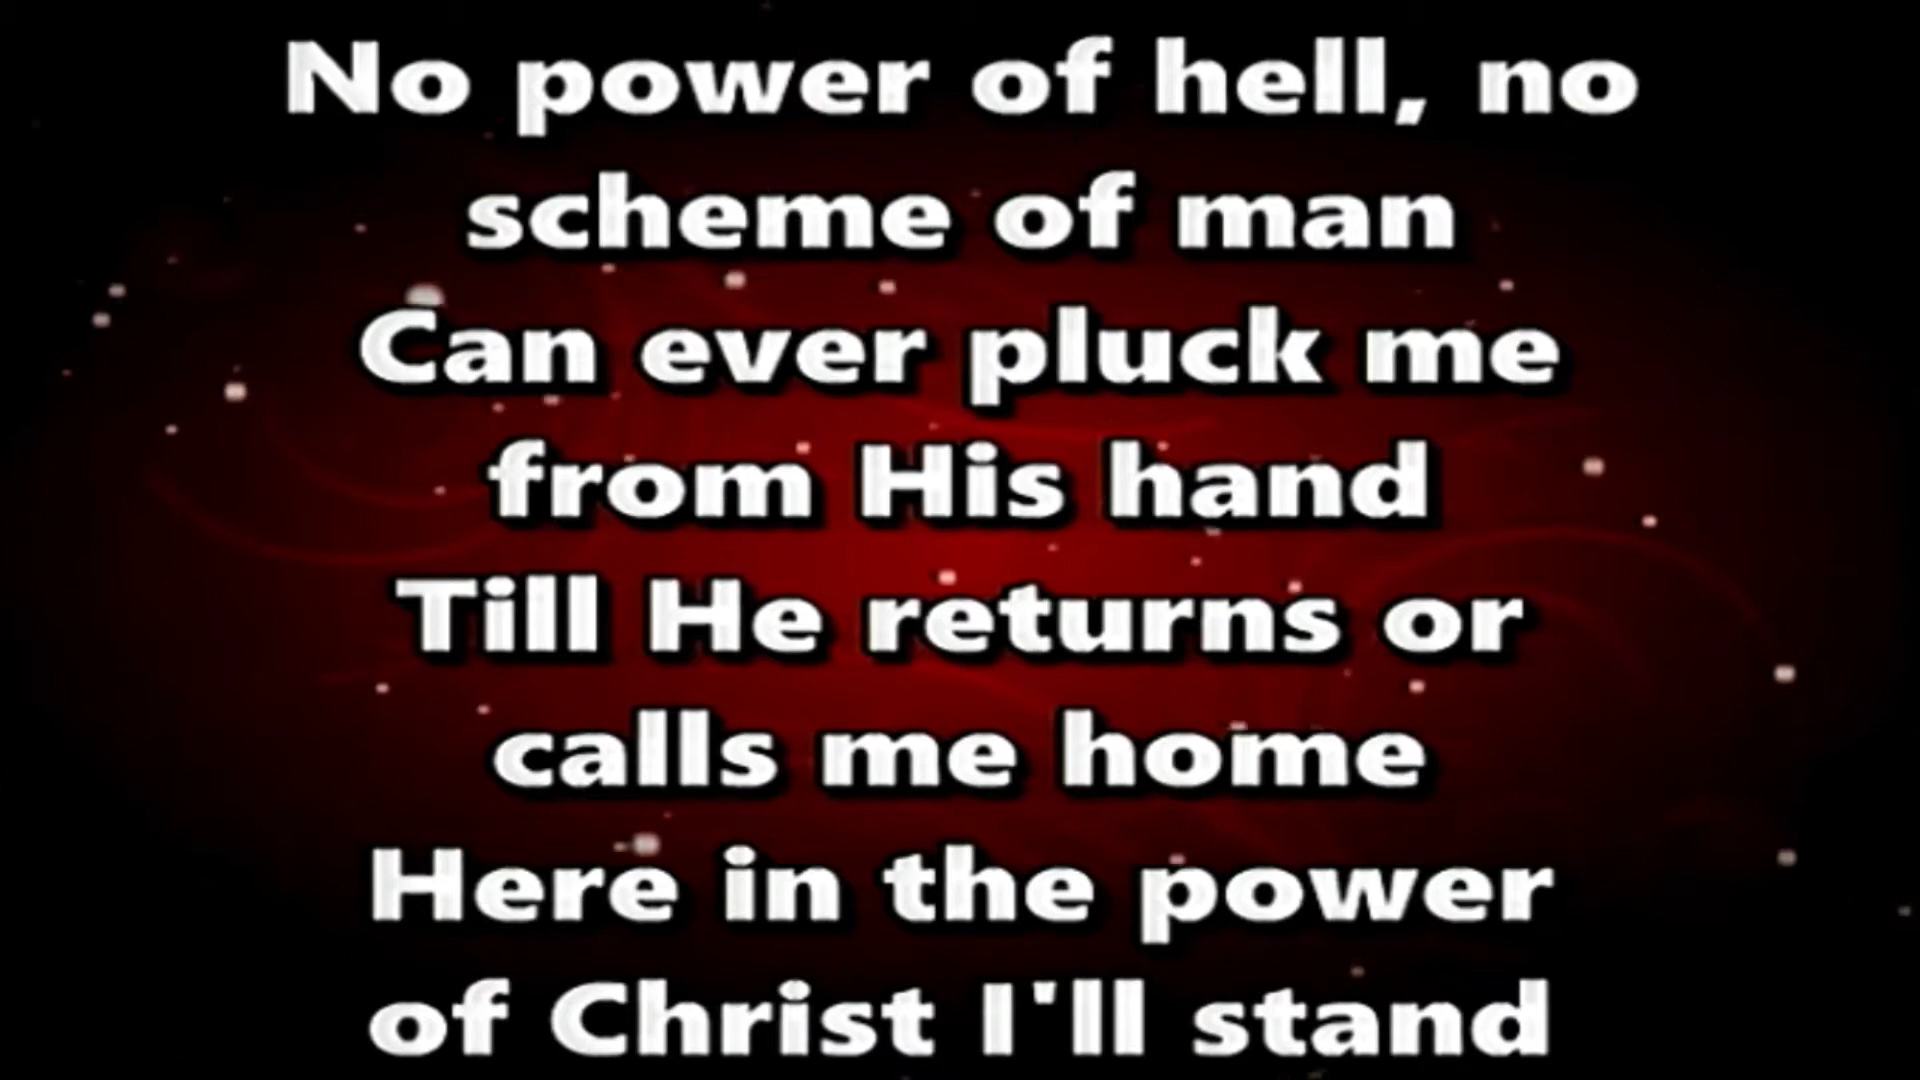 No power of hell, no
scheme of man
Can ever pluck me
from His hand
Till He returns or
calls me home
Here in the power
of Christ I'll stand